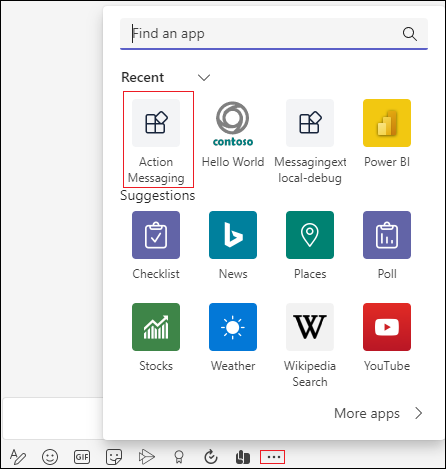 Find an app
Recent
contoso
Action
Messaging
Hello World
Messagingext
local-debug
Power BI
Suggestions
Checklist
News
Places
Poll
W
Stocks
Weather
Wikipedia
Search
YouTube
More apps
GIF